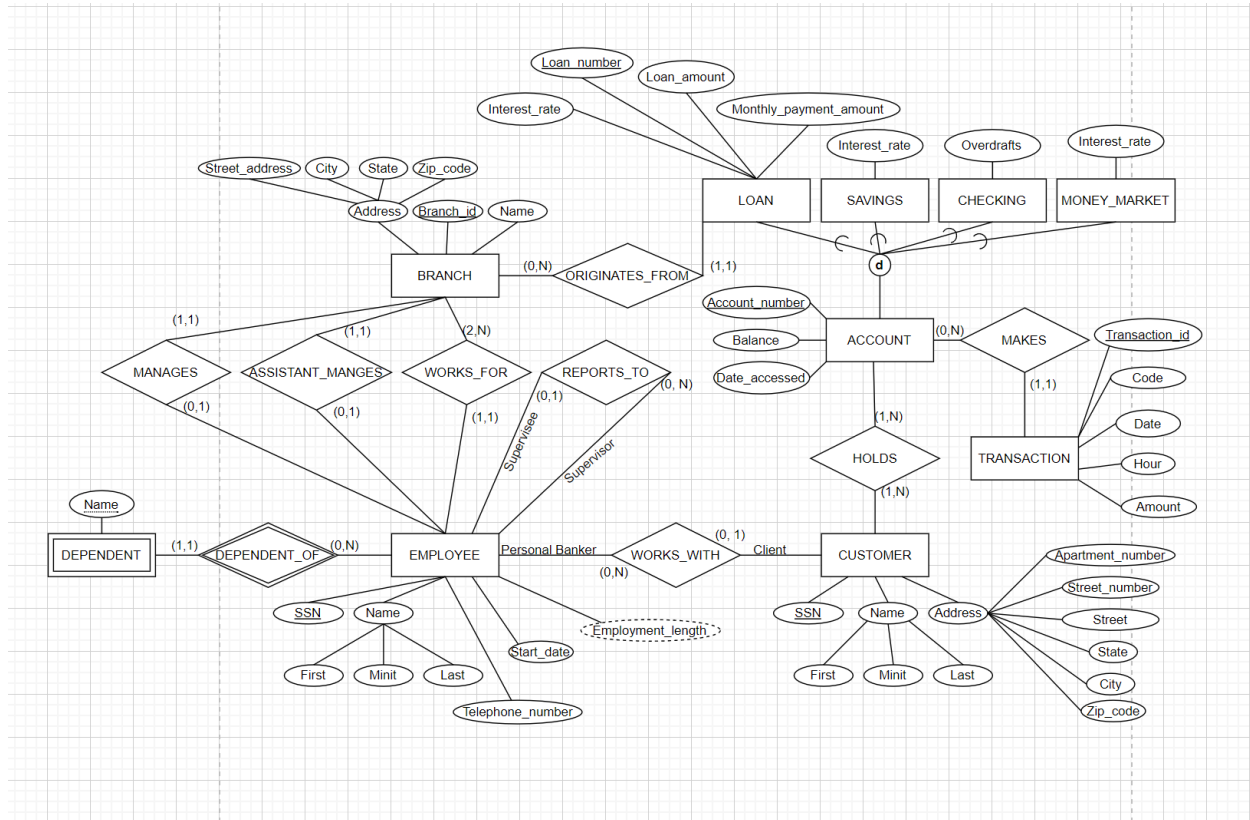 Loan_number
Loan_amount
Interest_rate
Monthly_payment_amount
Interest_rate
Overdrafts
Interest_rate
Street_address
City
State
Zip_code
LOAN
SAVINGS
CHECKING
MONEY_MARKET
Address
Branch_id
Name
BRANCH
(0,N)
ORIGINATES_FROM
(1,1)
d
Account_number
Balance
Date_accessed
ACCOUNT
(0,N)
MAKES
Transaction_id
(1,1)
(1,1)
(2,N)
MANAGES
ASSISTANT_MANGES
WORKS_FOR
REPORTS_TO
(0,1)
(0,1)
(1,1)
(0,1)
(0, N)
Supervisee
Supervisor
(1,1)
Code
Date
Hour
Amount
TRANSACTION
(1,N)
HOLDS
(1,N)
Name
DEPENDENT
(1,1)
DEPENDENT_OF
(0,N)
EMPLOYEE
Personal Banker
(0,N)
WORKS_WITH
(0, 1)
Client
CUSTOMER
SSN
Name
First
Minit
Last
Start_date
Employment_length
Telephone_number
SSN
Name
Address
First
Minit
Last
Apartment_number
Street_number
Street
State
City
Zip_code